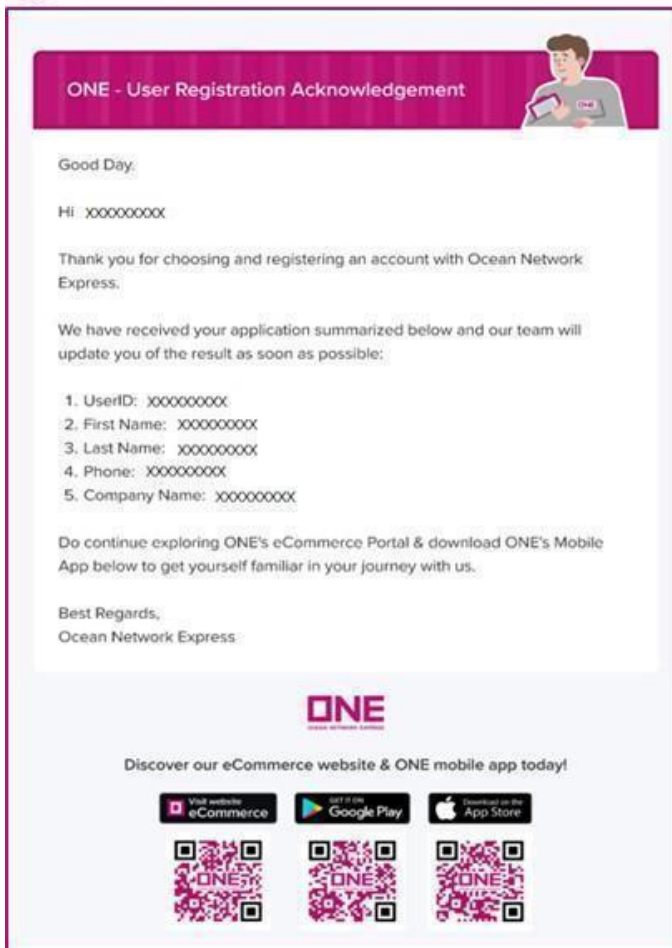 ONE - User Registration Acknowledgement
ONE
Good Day.
Hi XXXXXXXXX
Thank you for choosing and registering an account with Ocean Network
Express.
We have received your application summarized below and our team will
update you of the result as soon as possible:
1. UserID: XXXXXXXXX
2. First Name: XXXXXXXXX
3. Last Name: XXXXXXXXX
4. Phone: XXXXXXXXX
5. Company Name: XXXXXXXXX
Do continue exploring ONE's eCommerce Portal & download ONE's Mobile
App below to get yourself familiar in your journey with us.
Best Regards,
Ocean Network Express
ONE
OCEAN NETWORK EXPRESS
Discover our eCommerce website & ONE mobile app today!
Visit website
eCommerce
GET IT ON
Google Play
Download on the
App Store
ONE
ONE
ONE